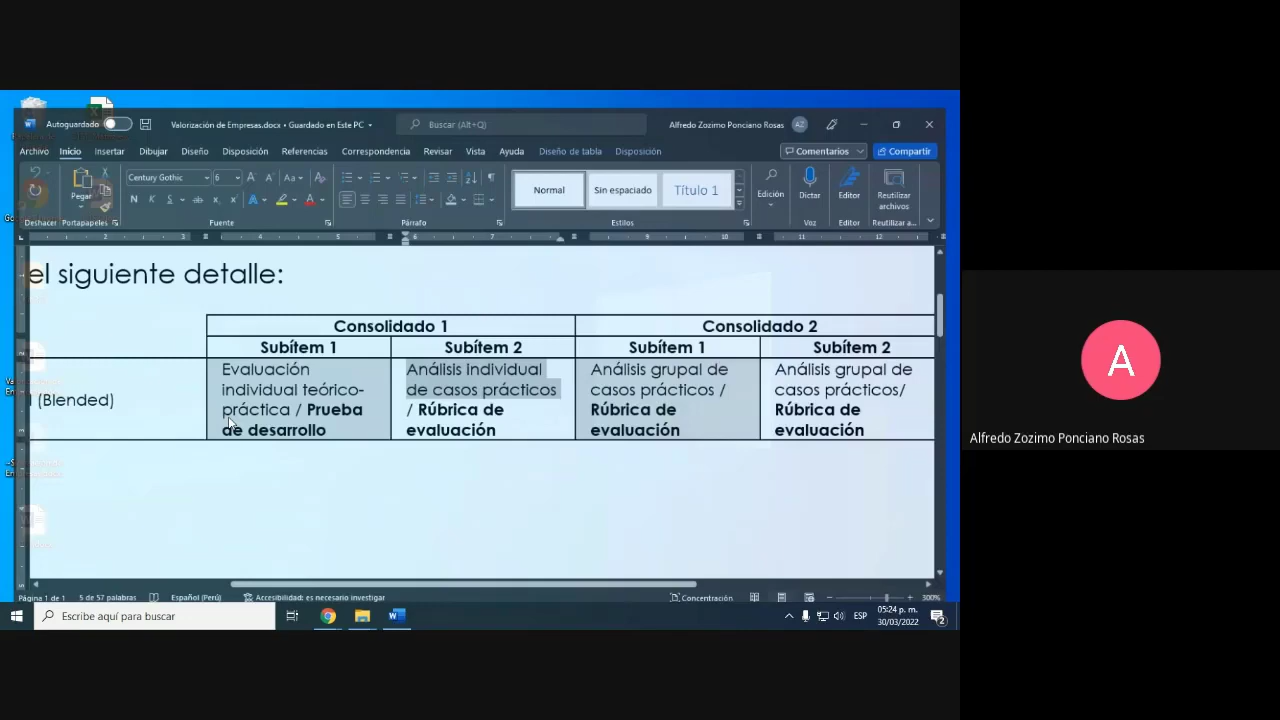 Autoguardado
Valorización de Empresas.docx • Guardado en Este PC
Buscar (Alt+Q)
Alfredo Zozimo Ponciano Rosas
AZ
Archivo Inicio Insertar Dibujar Diseño Disposición Referencias Correspondencia Revisar Vista Ayuda Diseño de tabla Disposición
Comentarios
Compartir
Pegar
Century Gothic
6
Normal
Sin espaciado
Título 1
Edición
Dictar
Editor
Reutilizar archivos
Deshacer
Portapapeles
Fuente
Párrafo
Estilos
Voz
Editor
Reutilizar a...
el siguiente detalle:
Consolidado 1 Consolidado 2
Subítem 1 Subítem 2 Subítem 1 Subítem 2
(Blended)
Evaluación
individual teórico-
práctica / Prueba
de desarrollo
Análisis individual
de casos prácticos
/ Rúbrica de
evaluación
Análisis grupal de
casos prácticos /
Rúbrica de
evaluación
Análisis grupal de
casos prácticos/
Rúbrica de
evaluación
Página 1 de 1
5 de 57 palabras
Español (Perú)
Accesibilidad: es necesario investigar
Concentración
300%
Escribe aquí para buscar
ESP
05:24 p. m.
30/03/2022
2
A
Alfredo Zozimo Ponciano Rosas